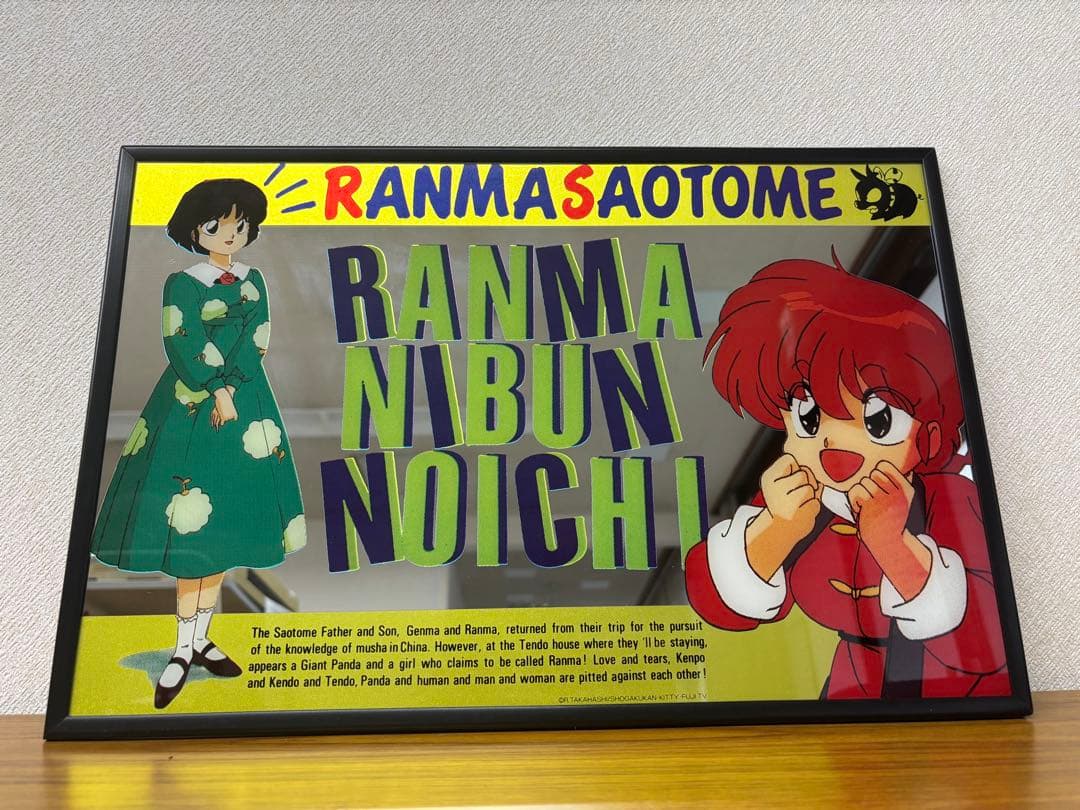 RANMA SAOTOME
RANMA
NIBUN
NOICHI
The Saotome Father and Son, Genma and Ranma, returned from their trip for the pursuit
of the knowledge of musha in China. However, at the Tendo house where they 'll be staying,
appears a Giant Panda and a girl who claims to be called Ranma! Love and tears, Kenpo
and Kendo and Tendo, Panda and human and man and woman are pitted against each other!
©R.TAKAHASHI/SHOGAKUKAN·KITTY·FUJI TV